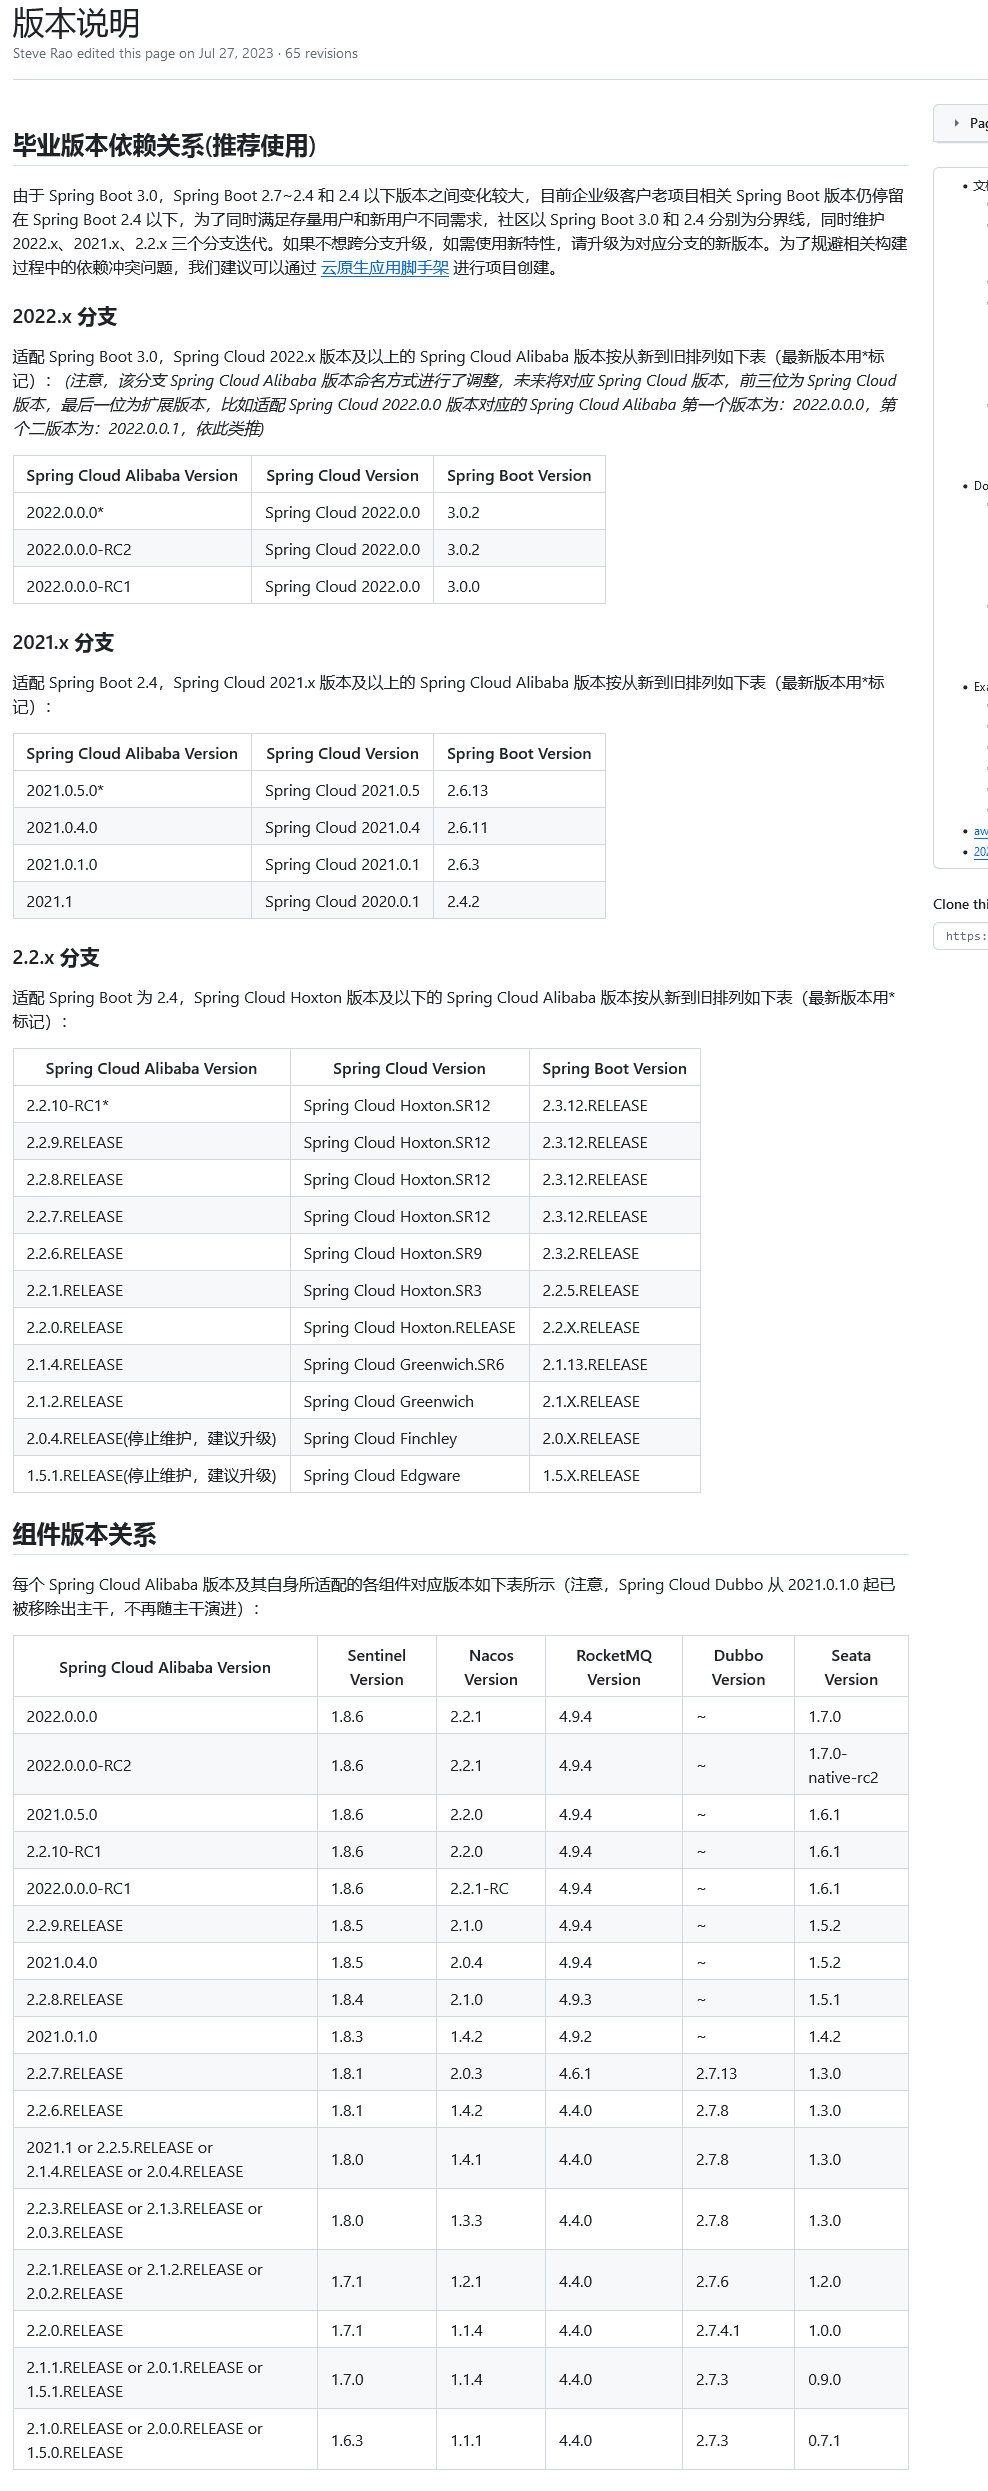 版本说明
Steve Rao edited this page on Jul 27, 2023 · 65 revisions
毕业版本依赖关系(推荐使用)
由于 Spring Boot 3.0，Spring Boot 2.7~2.4 和 2.4 以下版本之间变化较大，目前企业级客户老项目相关 Spring Boot 版本仍停留
在 Spring Boot 2.4 以下，为了同时满足存量用户和新用户不同需求，社区以 Spring Boot 3.0 和 2.4 分别为分界线，同时维护
2022.x、2021.x、2.2.x 三个分支迭代。如果不想跨分支升级，如需使用新特性，请升级为对应分支的新版本。为了规避相关构建
过程中的依赖冲突问题，我们建议可以通过 云原生应用脚手架 进行项目创建。
2022.x 分支
适配 Spring Boot 3.0，Spring Cloud 2022.x 版本及以上的 Spring Cloud Alibaba 版本按从新到旧排列如下表（最新版本用*标
记）：(注意，该分支 Spring Cloud Alibaba 版本命名方式进行了调整，未来将对应 Spring Cloud 版本，前三位为 Spring Cloud
版本，最后一位为扩展版本，比如适配 Spring Cloud 2022.0.0 版本对应的 Spring Cloud Alibaba 第一个版本为：2022.0.0.0，第
个二版本为：2022.0.0.1，依此类推)
Spring Cloud Alibaba Version Spring Cloud Version Spring Boot Version
2022.0.0.0* Spring Cloud 2022.0.0 3.0.2
2022.0.0.0-RC2 Spring Cloud 2022.0.0 3.0.2
2022.0.0.0-RC1 Spring Cloud 2022.0.0 3.0.0
2021.x 分支
适配 Spring Boot 2.4，Spring Cloud 2021.x 版本及以上的 Spring Cloud Alibaba 版本按从新到旧排列如下表（最新版本用*标
记）：
Spring Cloud Alibaba Version Spring Cloud Version Spring Boot Version
2021.0.5.0* Spring Cloud 2021.0.5 2.6.13
2021.0.4.0 Spring Cloud 2021.0.4 2.6.11
2021.0.1.0 Spring Cloud 2021.0.1 2.6.3
2021.1 Spring Cloud 2020.0.1 2.4.2
2.2.x 分支
适配 Spring Boot 为 2.4，Spring Cloud Hoxton 版本及以下的 Spring Cloud Alibaba 版本按从新到旧排列如下表（最新版本用*
标记）：
Spring Cloud Alibaba Version Spring Cloud Version Spring Boot Version
2.2.10-RC1* Spring Cloud Hoxton.SR12 2.3.12.RELEASE
2.2.9.RELEASE Spring Cloud Hoxton.SR12 2.3.12.RELEASE
2.2.8.RELEASE Spring Cloud Hoxton.SR12 2.3.12.RELEASE
2.2.7.RELEASE Spring Cloud Hoxton.SR12 2.3.12.RELEASE
2.2.6.RELEASE Spring Cloud Hoxton.SR9 2.3.2.RELEASE
2.2.1.RELEASE Spring Cloud Hoxton.SR3 2.2.5.RELEASE
2.2.0.RELEASE Spring Cloud Hoxton.RELEASE 2.2.X.RELEASE
2.1.4.RELEASE Spring Cloud Greenwich.SR6 2.1.13.RELEASE
2.1.2.RELEASE Spring Cloud Greenwich 2.1.X.RELEASE
2.0.4.RELEASE(停止维护，建议升级) Spring Cloud Finchley 2.0.X.RELEASE
1.5.1.RELEASE(停止维护，建议升级) Spring Cloud Edgware 1.5.X.RELEASE
组件版本关系
每个 Spring Cloud Alibaba 版本及其自身所适配的各组件对应版本如下表所示（注意，Spring Cloud Dubbo 从 2021.0.1.0 起已
被移除出主干，不再随主干演进）：
Spring Cloud Alibaba Version Sentinel Version Nacos Version RocketMQ Version Dubbo Version Seata Version
2022.0.0.0 1.8.6 2.2.1 4.9.4 ~ 1.7.0
2022.0.0.0-RC2 1.8.6 2.2.1 4.9.4 ~ 1.7.0-native-rc2
2021.0.5.0 1.8.6 2.2.0 4.9.4 ~ 1.6.1
2.2.10-RC1 1.8.6 2.2.0 4.9.4 ~ 1.6.1
2022.0.0.0-RC1 1.8.6 2.2.1-RC 4.9.4 ~ 1.6.1
2.2.9.RELEASE 1.8.5 2.1.0 4.9.4 ~ 1.5.2
2021.0.4.0 1.8.5 2.0.4 4.9.4 ~ 1.5.2
2.2.8.RELEASE 1.8.4 2.1.0 4.9.3 ~ 1.5.1
2021.0.1.0 1.8.3 1.4.2 4.9.2 ~ 1.4.2
2.2.7.RELEASE 1.8.1 2.0.3 4.6.1 2.7.13 1.3.0
2.2.6.RELEASE 1.8.1 1.4.2 4.4.0 2.7.8 1.3.0
2021.1 or 2.2.5.RELEASE or
2.1.4.RELEASE or 2.0.4.RELEASE 1.8.0 1.4.1 4.4.0 2.7.8 1.3.0
2.2.3.RELEASE or 2.1.3.RELEASE or
2.0.3.RELEASE 1.8.0 1.3.3 4.4.0 2.7.8 1.3.0
2.2.1.RELEASE or 2.1.2.RELEASE or
2.0.2.RELEASE 1.7.1 1.2.1 4.4.0 2.7.6 1.2.0
2.2.0.RELEASE 1.7.1 1.1.4 4.4.0 2.7.4.1 1.0.0
2.1.1.RELEASE or 2.0.1.RELEASE or
1.5.1.RELEASE 1.7.0 1.1.4 4.4.0 2.7.3 0.9.0
2.1.0.RELEASE or 2.0.0.RELEASE or
1.5.0.RELEASE 1.6.3 1.1.1 4.4.0 2.7.3 0.7.1
Clone thi
https: